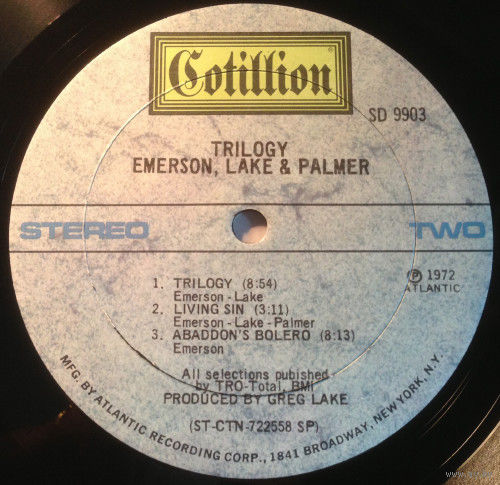 Cotillion
SD 9903
TRILOGY
EMERSON, LAKE & PALMER
STEREO TWO
1. TRILOGY (8:54)
Emerson - Lake
2. LIVING SIN (3:11)
Emerson - Lake - Palmer
3. ABADDON'S BOLERO (8:13)
Emerson
Ⓟ 1972
ATLANTIC
All selections pubished
by TRO-Total, BMI
PRODUCED BY GREG LAKE
(ST-CTN-722558 SP)
MFG. BY ATLANTIC RECORDING CORP., 1841 BROADWAY, NEW YORK, N.Y.